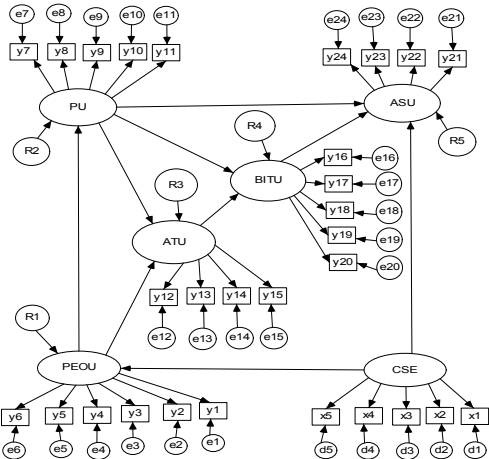 e7 e8 e9 e10 e11
e24 e23 e22 e21
y7 y8 y9 y10 y11
y24 y23 y22 y21
PU
ASU
R2
R4
R5
y16 e16
BITU
y17 e17
R3
y18 e18
ATU
y19 e19
y20 e20
y12 y13 y14 y15
e12 e13 e14 e15
R1
PEOU
CSE
y6 y5 y4 y3 y2 y1
x5 x4 x3 x2 x1
e6 e5 e4 e3 e2 e1
d5 d4 d3 d2 d1